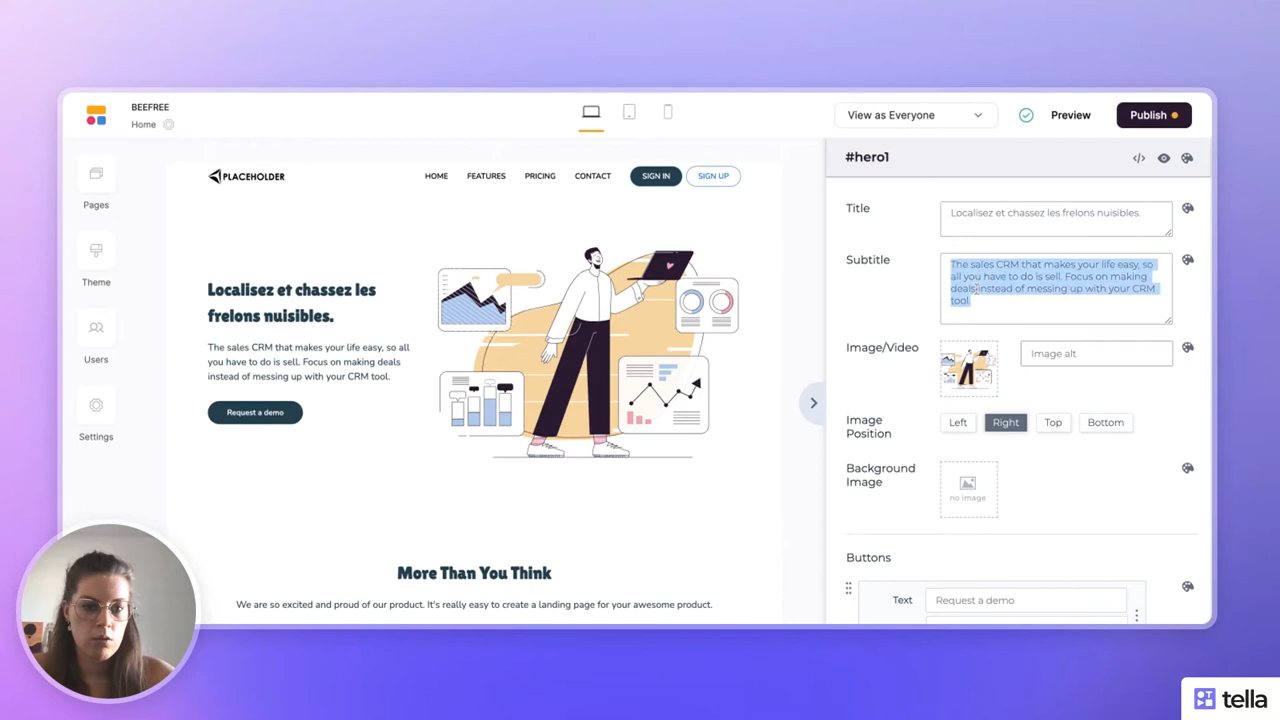 BEEFREE
Home
View as Everyone
Preview
Publish
Pages
Theme
Users
Settings
PLACEHOLDER
HOME
FEATURES
PRICING
CONTACT
SIGN IN
SIGN UP
Localisez et chassez les
frelons nuisibles.
The sales CRM that makes your life easy, so all
you have to do is sell. Focus on making deals
instead of messing up with your CRM tool.
Request a demo
More Than You Think
We are so excited and proud of our product. It's really easy to create a landing page for your awesome product.
#hero1
Title
Localisez et chassez les frelons nuisibles.
Subtitle
The sales CRM that makes your life easy, so
all you have to do is sell. Focus on making
deals instead of messing up with your CRM
tool.
Image/Video
Image alt
Image
Position
Left
Right
Top
Bottom
Background
Image
no image
Buttons
Text
Request a demo
tella